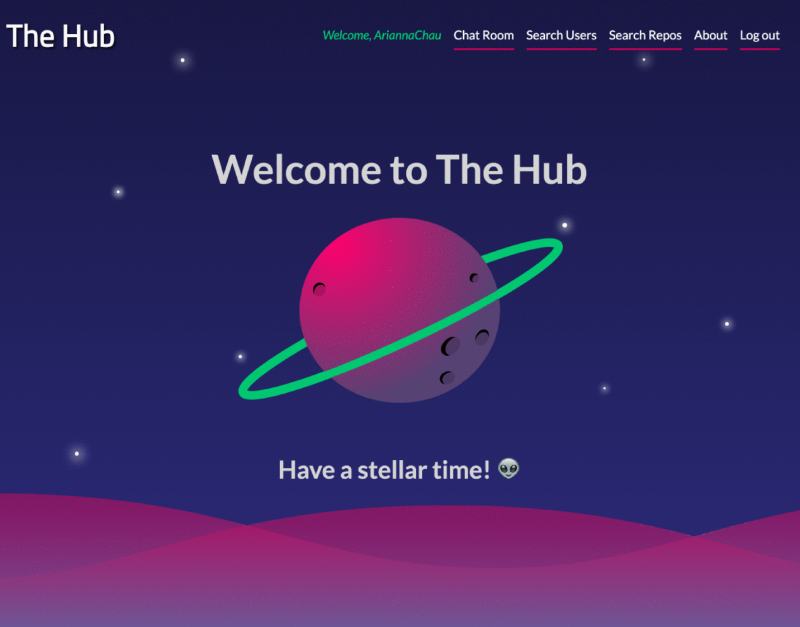 The Hub
Welcome, AriannaChau Chat Room Search Users Search Repos About Log out
Welcome to The Hub
Have a stellar time! 👽